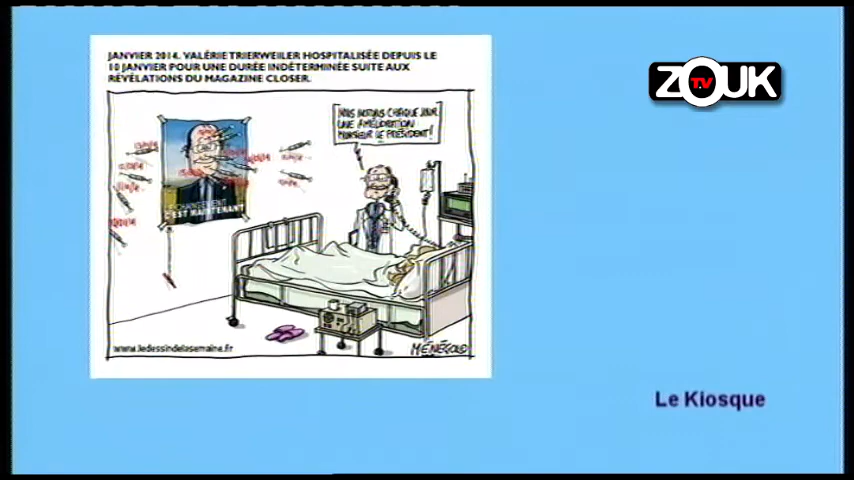 JANVIER 2014. VALÉRIE TRIERWEILER HOSPITALISÉE DEPUIS LE
10 JANVIER POUR UNE DURÉE INDÉTERMINÉE SUITE AUX
RÉVÉLATIONS DU MAGAZINE CLOSER.
ZOUK
TV
NOUS NOTONS CHAQUE JOUR
UNE AMÉLIORATION
MONSIEUR LE PRÉSIDENT!
LE CHANGEMENT
C'EST MAINTENANT
www.ledessindelasemaine.fr
MÉNÉGOLD
Le Kiosque